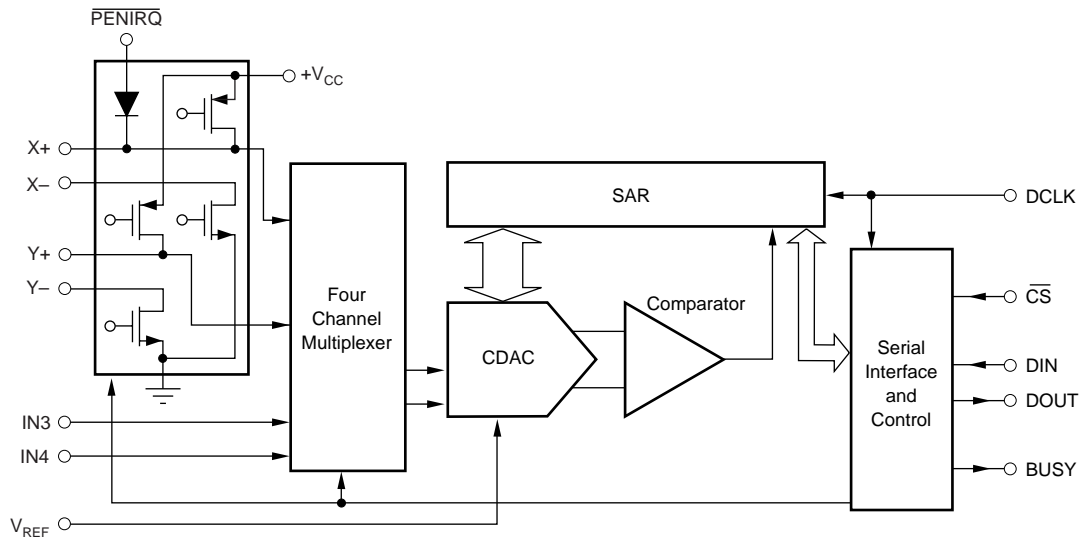 PENIRQ
+VCC
X+
X–
Y+
Y–
IN3
IN4
VREF
Four
Channel
Multiplexer
SAR
CDAC
Comparator
Serial
Interface
and
Control
DCLK
CS
DIN
DOUT
BUSY